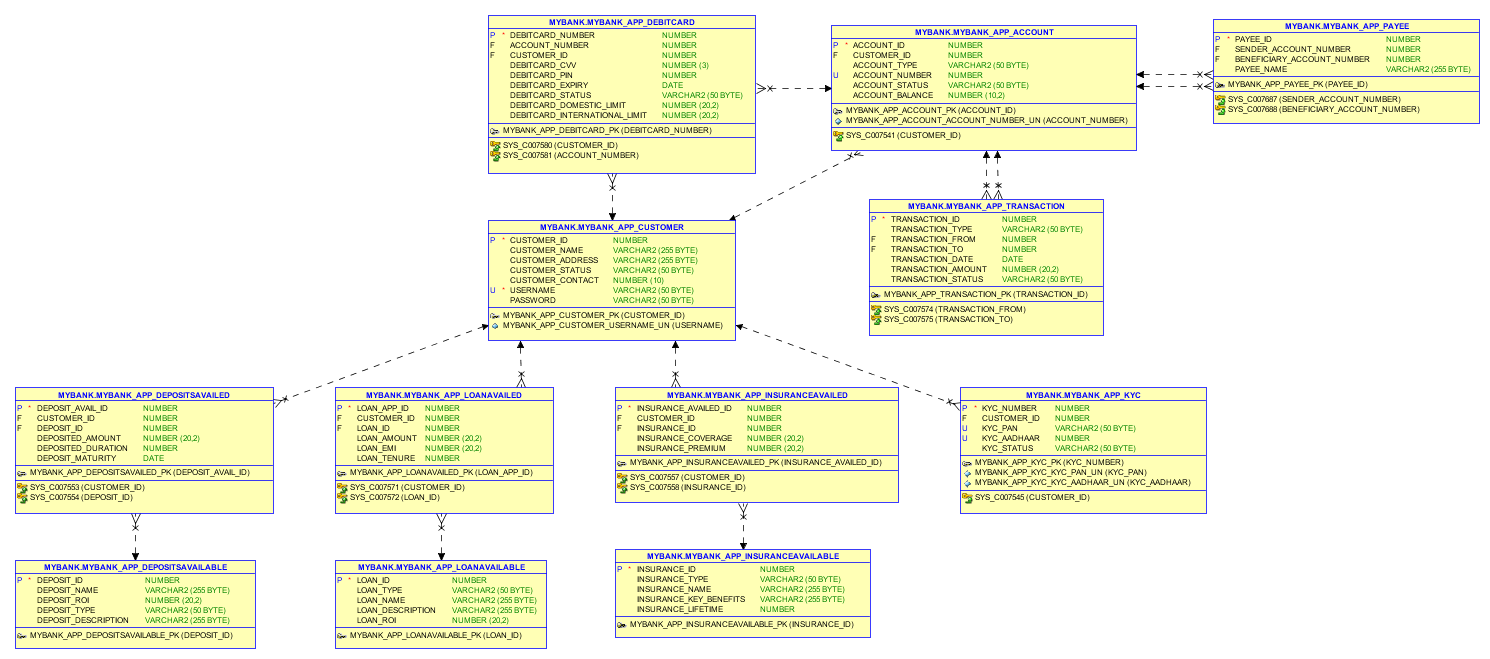 MYBANK.MYBANK_APP_DEBITCARD
P * DEBITCARD_NUMBER NUMBER
F ACCOUNT_NUMBER NUMBER
F CUSTOMER_ID NUMBER
DEBITCARD_CVV NUMBER (3)
DEBITCARD_PIN NUMBER
DEBITCARD_EXPIRY DATE
DEBITCARD_STATUS VARCHAR2 (50 BYTE)
DEBITCARD_DOMESTIC_LIMIT NUMBER (20,2)
DEBITCARD_INTERNATIONAL_LIMIT NUMBER (20,2)
MYBANK_APP_DEBITCARD_PK (DEBITCARD_NUMBER)
SYS_C007580 (CUSTOMER_ID)
SYS_C007581 (ACCOUNT_NUMBER)
MYBANK.MYBANK_APP_ACCOUNT
P * ACCOUNT_ID NUMBER
F CUSTOMER_ID NUMBER
ACCOUNT_TYPE VARCHAR2 (50 BYTE)
U ACCOUNT_NUMBER NUMBER
ACCOUNT_STATUS VARCHAR2 (50 BYTE)
ACCOUNT_BALANCE NUMBER (10,2)
MYBANK_APP_ACCOUNT_PK (ACCOUNT_ID)
MYBANK_APP_ACCOUNT_ACCOUNT_NUMBER_UN (ACCOUNT_NUMBER)
SYS_C007541 (CUSTOMER_ID)
MYBANK.MYBANK_APP_PAYEE
P * PAYEE_ID NUMBER
F SENDER_ACCOUNT_NUMBER NUMBER
F BENEFICIARY_ACCOUNT_NUMBER NUMBER
PAYEE_NAME VARCHAR2 (255 BYTE)
MYBANK_APP_PAYEE_PK (PAYEE_ID)
SYS_C007687 (SENDER_ACCOUNT_NUMBER)
SYS_C007688 (BENEFICIARY_ACCOUNT_NUMBER)
MYBANK.MYBANK_APP_CUSTOMER
P * CUSTOMER_ID NUMBER
CUSTOMER_NAME VARCHAR2 (255 BYTE)
CUSTOMER_ADDRESS VARCHAR2 (255 BYTE)
CUSTOMER_STATUS VARCHAR2 (50 BYTE)
CUSTOMER_CONTACT NUMBER (10)
U * USERNAME VARCHAR2 (50 BYTE)
PASSWORD VARCHAR2 (50 BYTE)
MYBANK_APP_CUSTOMER_PK (CUSTOMER_ID)
MYBANK_APP_CUSTOMER_USERNAME_UN (USERNAME)
MYBANK.MYBANK_APP_TRANSACTION
P * TRANSACTION_ID NUMBER
TRANSACTION_TYPE VARCHAR2 (50 BYTE)
F TRANSACTION_FROM NUMBER
F TRANSACTION_TO NUMBER
TRANSACTION_DATE DATE
TRANSACTION_AMOUNT NUMBER (20,2)
TRANSACTION_STATUS VARCHAR2 (50 BYTE)
MYBANK_APP_TRANSACTION_PK (TRANSACTION_ID)
SYS_C007574 (TRANSACTION_FROM)
SYS_C007575 (TRANSACTION_TO)
MYBANK.MYBANK_APP_DEPOSITSAVAILED
P * DEPOSIT_AVAIL_ID NUMBER
F CUSTOMER_ID NUMBER
F DEPOSIT_ID NUMBER
DEPOSITED_AMOUNT NUMBER (20,2)
DEPOSITED_DURATION NUMBER
DEPOSIT_MATURITY DATE
MYBANK_APP_DEPOSITSAVAILED_PK (DEPOSIT_AVAIL_ID)
SYS_C007553 (CUSTOMER_ID)
SYS_C007554 (DEPOSIT_ID)
MYBANK.MYBANK_APP_LOANAVAILED
P * LOAN_APP_ID NUMBER
F CUSTOMER_ID NUMBER
F LOAN_ID NUMBER
LOAN_AMOUNT NUMBER (20,2)
LOAN_EMI NUMBER (20,2)
LOAN_TENURE NUMBER
MYBANK_APP_LOANAVAILED_PK (LOAN_APP_ID)
SYS_C007571 (CUSTOMER_ID)
SYS_C007572 (LOAN_ID)
MYBANK.MYBANK_APP_INSURANCEAVAILED
P * INSURANCE_AVAILED_ID NUMBER
F CUSTOMER_ID NUMBER
F INSURANCE_ID NUMBER
INSURANCE_COVERAGE NUMBER (20,2)
INSURANCE_PREMIUM NUMBER (20,2)
MYBANK_APP_INSURANCEAVAILED_PK (INSURANCE_AVAILED_ID)
SYS_C007557 (CUSTOMER_ID)
SYS_C007558 (INSURANCE_ID)
MYBANK.MYBANK_APP_KYC
P * KYC_NUMBER NUMBER
F CUSTOMER_ID NUMBER
U KYC_PAN VARCHAR2 (50 BYTE)
U KYC_AADHAAR NUMBER
KYC_STATUS VARCHAR2 (50 BYTE)
MYBANK_APP_KYC_PK (KYC_NUMBER)
MYBANK_APP_KYC_KYC_PAN_UN (KYC_PAN)
MYBANK_APP_KYC_KYC_AADHAAR_UN (KYC_AADHAAR)
SYS_C007545 (CUSTOMER_ID)
MYBANK.MYBANK_APP_DEPOSITSAVAILABLE
P * DEPOSIT_ID NUMBER
DEPOSIT_NAME VARCHAR2 (255 BYTE)
DEPOSIT_ROI NUMBER (20,2)
DEPOSIT_TYPE VARCHAR2 (50 BYTE)
DEPOSIT_DESCRIPTION VARCHAR2 (255 BYTE)
MYBANK_APP_DEPOSITSAVAILABLE_PK (DEPOSIT_ID)
MYBANK.MYBANK_APP_LOANAVAILABLE
P * LOAN_ID NUMBER
LOAN_TYPE VARCHAR2 (50 BYTE)
LOAN_NAME VARCHAR2 (255 BYTE)
LOAN_DESCRIPTION VARCHAR2 (255 BYTE)
LOAN_ROI NUMBER (20,2)
MYBANK_APP_LOANAVAILABLE_PK (LOAN_ID)
MYBANK.MYBANK_APP_INSURANCEAVAILABLE
P * INSURANCE_ID NUMBER
INSURANCE_TYPE VARCHAR2 (50 BYTE)
INSURANCE_NAME VARCHAR2 (255 BYTE)
INSURANCE_KEY_BENEFITS VARCHAR2 (255 BYTE)
INSURANCE_LIFETIME NUMBER
MYBANK_APP_INSURANCEAVAILABLE_PK (INSURANCE_ID)